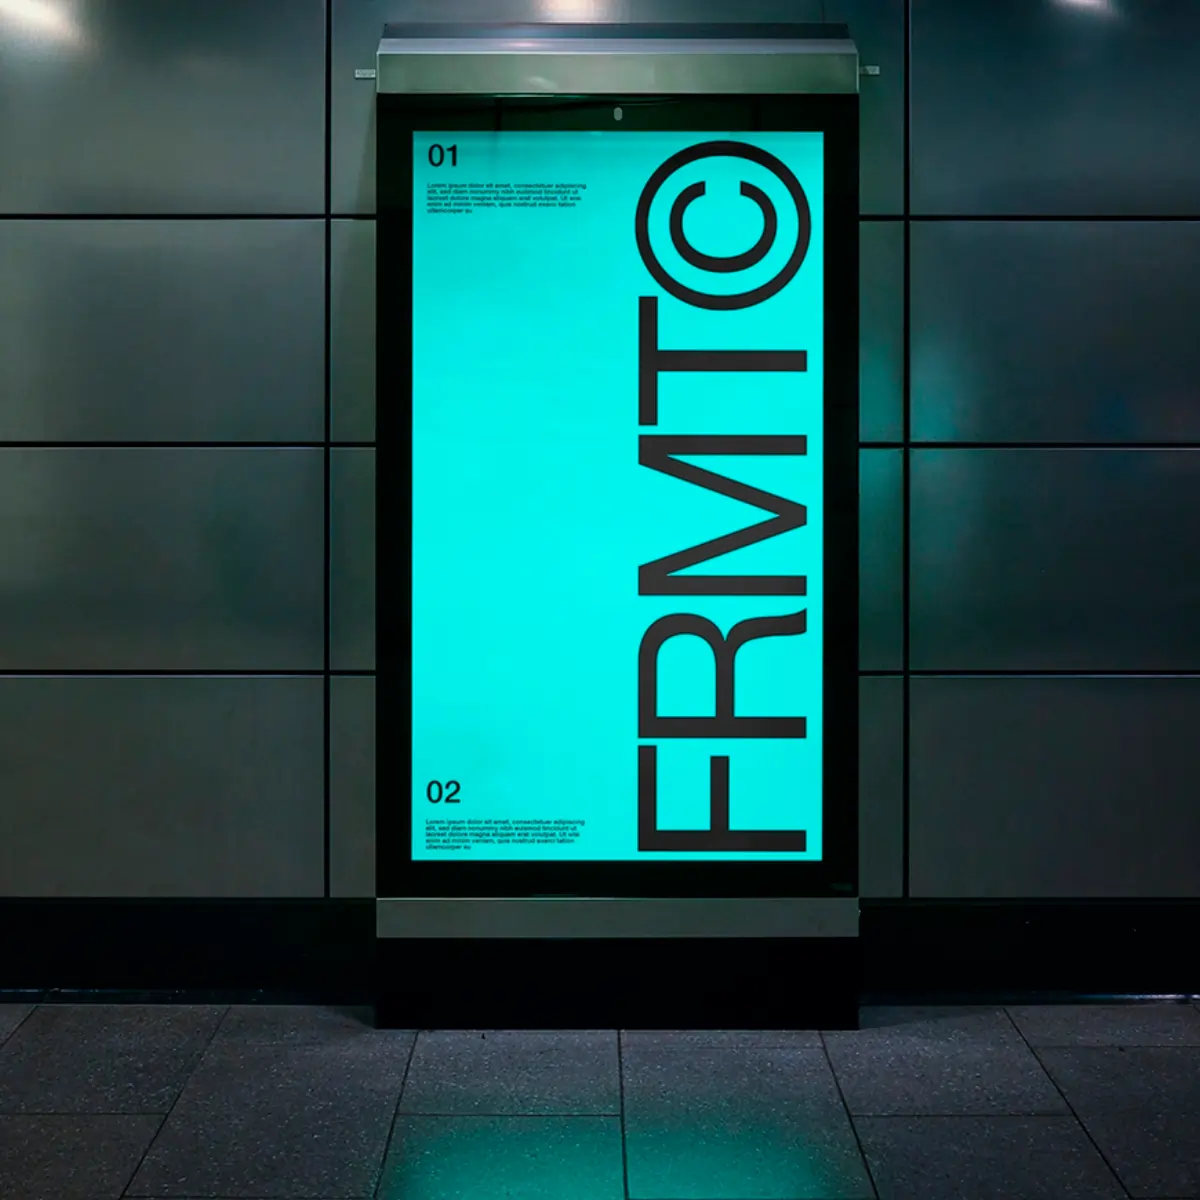 01
Lorem ipsum dolor sit amet, consectetuer adipiscing
elit, sed diam nonummy nibh euismod tincidunt ut
laoreet dolore magna aliquam erat volutpat. Ut wisi
enim ad minim veniam, quis nostrud exerci tation
ullamcorper su
FRMT©
02
Lorem ipsum dolor sit amet, consectetuer adipiscing
elit, sed diam nonummy nibh euismod tincidunt ut
laoreet dolore magna aliquam erat volutpat. Ut wisi
enim ad minim veniam, quis nostrud exerci tation
ullamcorper su